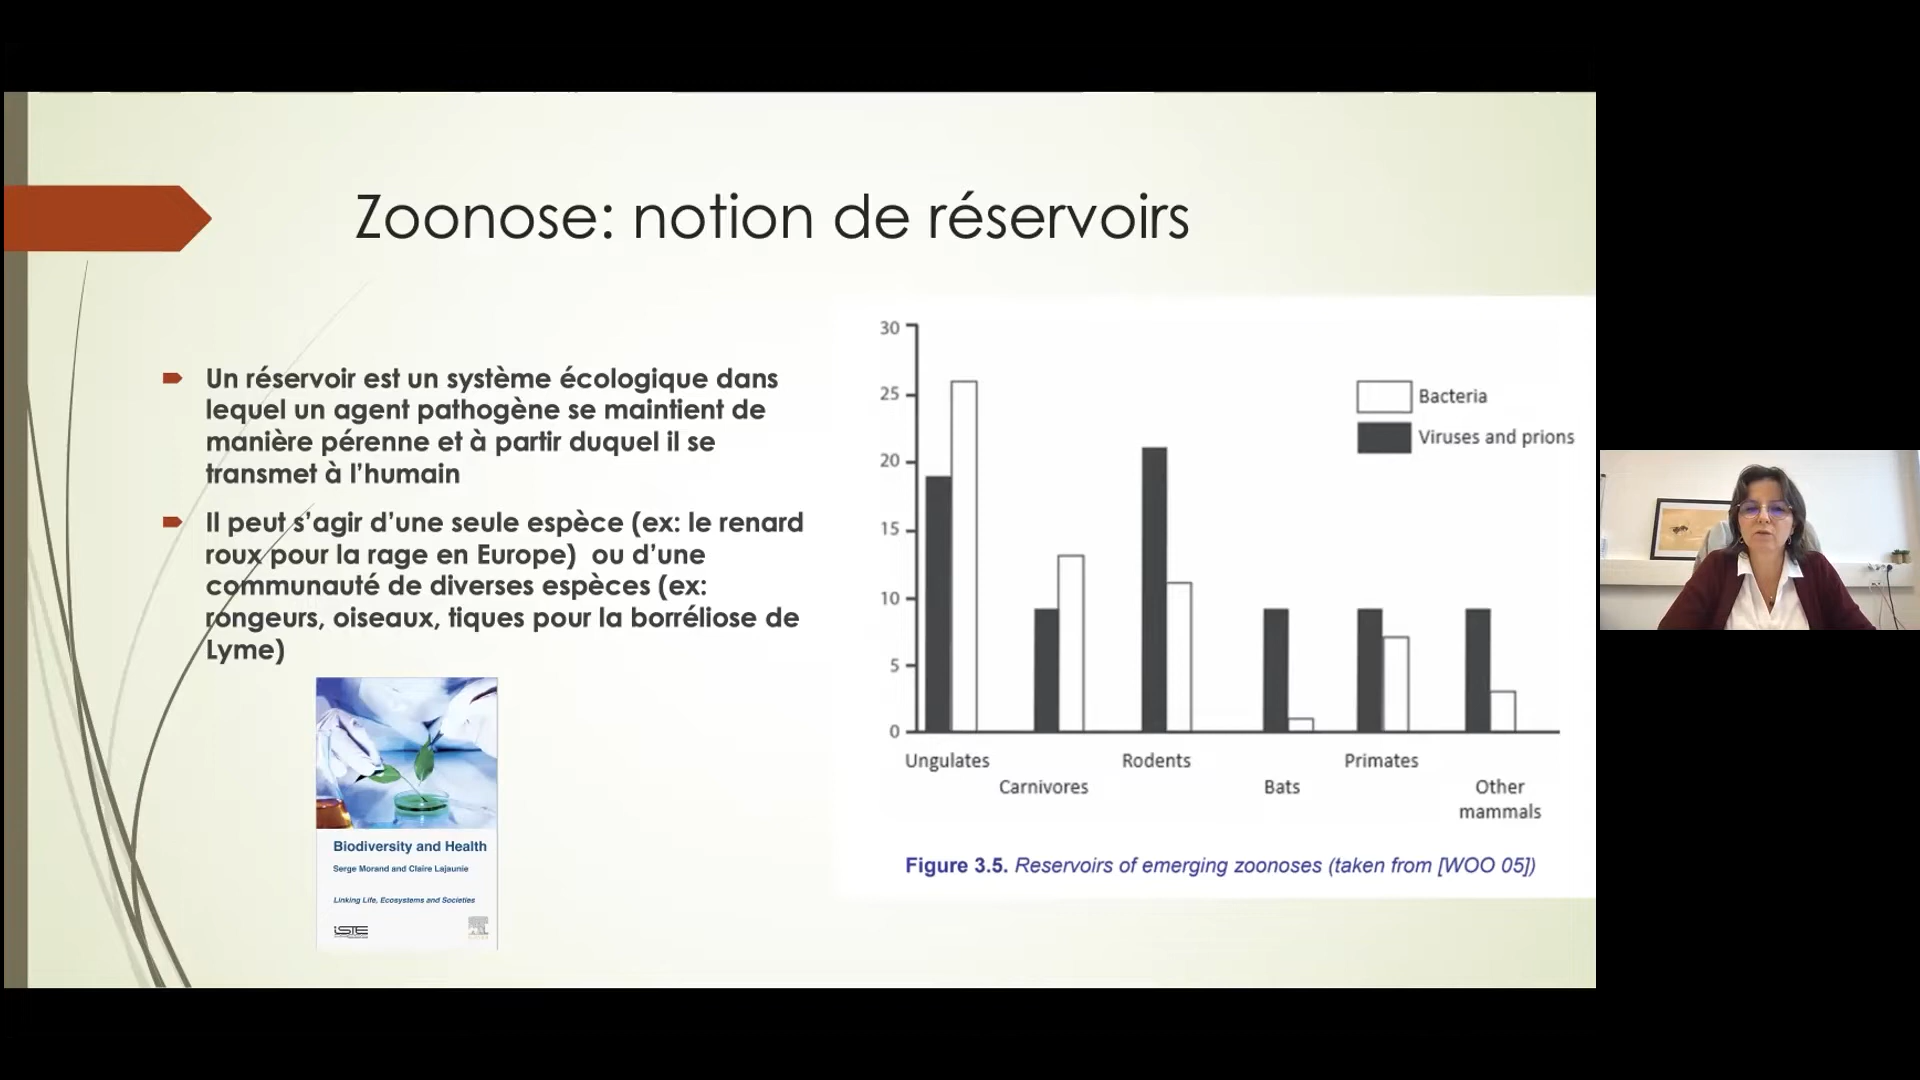 Zoonose: notion de réservoirs
Un réservoir est un système écologique dans
lequel un agent pathogène se maintient de
manière pérenne et à partir duquel il se
transmet à l'humain
Il peut s'agir d'une seule espèce (ex: le renard
roux pour la rage en Europe) ou d'une
communauté de diverses espèces (ex:
rongeurs, oiseaux, tiques pour la borréliose de
Lyme)
Biodiversity and Health
Serge Morand and Claire Lajaunie
Linking Life, Ecosystems and Societies
iSTE
30
25
20
15
10
5
0
Bacteria
Viruses and prions
Ungulates
Carnivores
Rodents
Bats
Primates
Other
mammals
Figure 3.5. Reservoirs of emerging zoonoses (taken from [WOO 05])